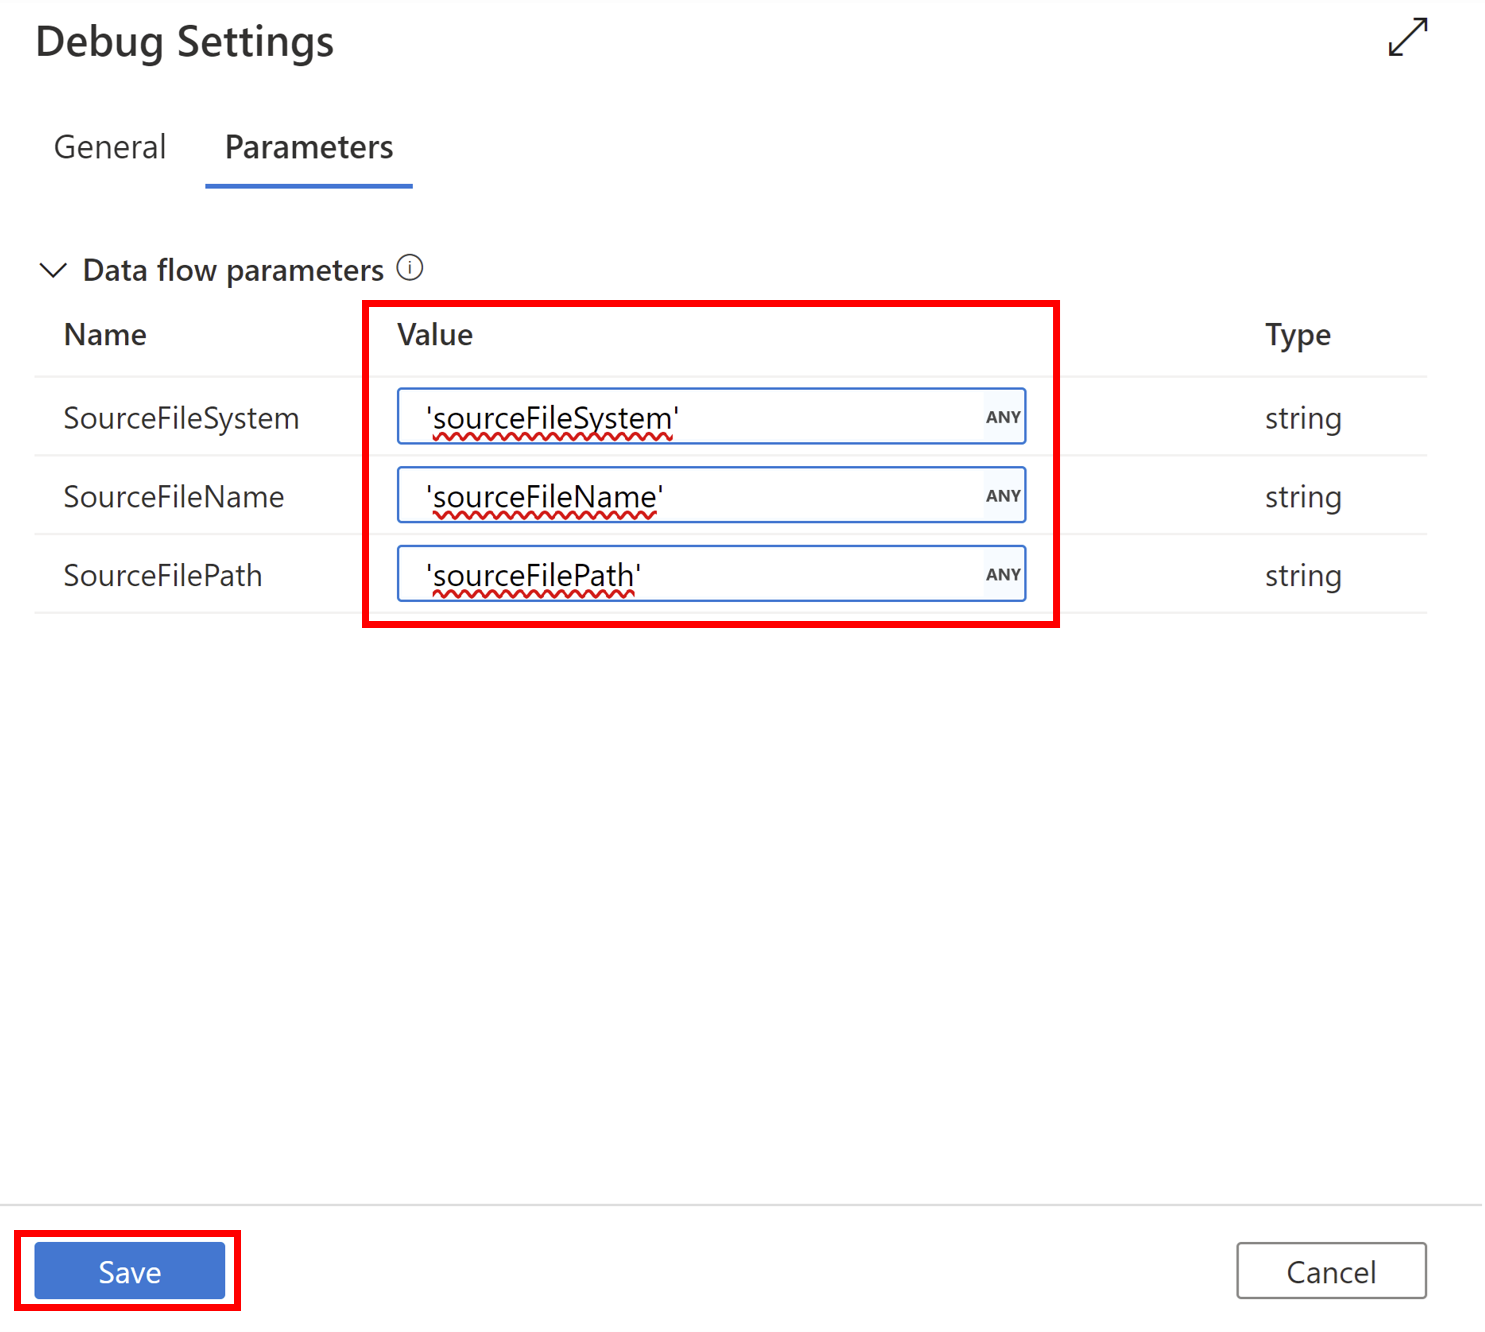 Debug Settings
General Parameters
Data flow parameters
Name Value Type
SourceFileSystem 'sourceFileSystem' ANY string
SourceFileName 'sourceFileName' ANY string
SourceFilePath 'sourceFilePath' ANY string
Save Cancel